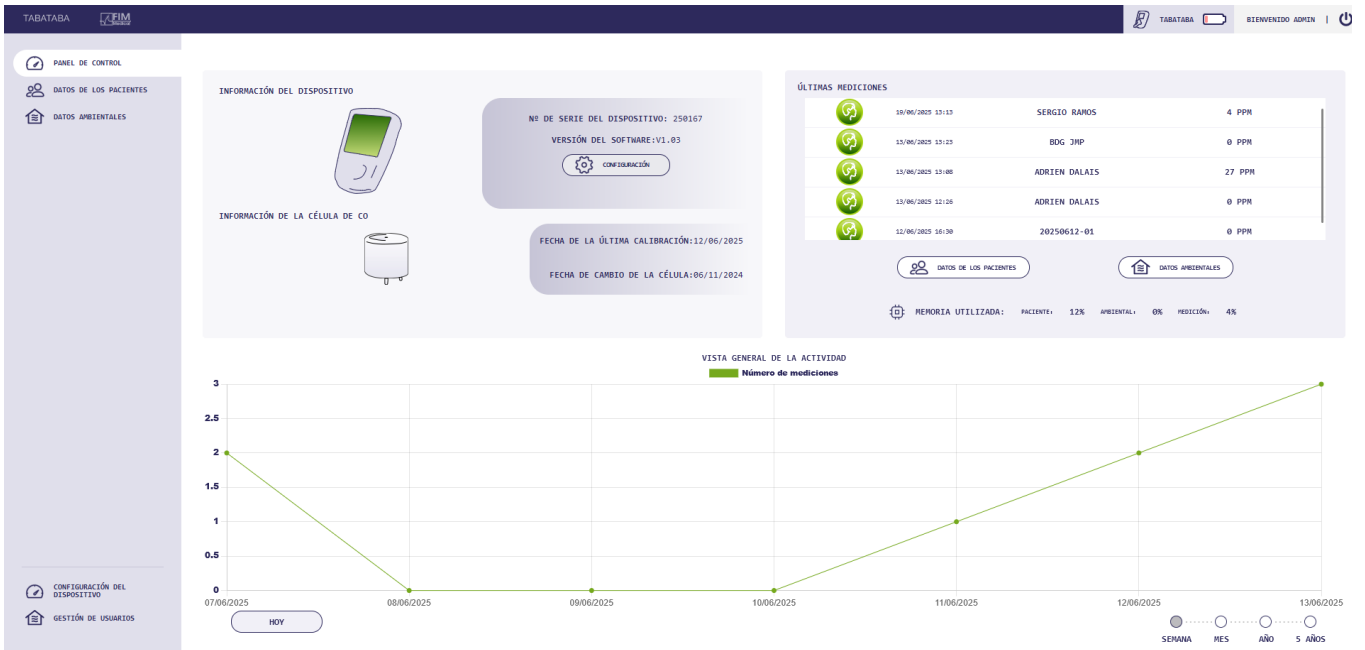 TABATABA FIM
TABATABA BIENVENIDO ADMIN |
PANEL DE CONTROL
DATOS DE LOS PACIENTES
DATOS AMBIENTALES
CONFIGURACIÓN DEL
DISPOSITIVO
GESTIÓN DE USUARIOS
INFORMACIÓN DEL DISPOSITIVO
Nº DE SERIE DEL DISPOSITIVO: 250167
VERSIÓN DEL SOFTWARE:V1.03
CONFIGURACIÓN
INFORMACIÓN DE LA CÉLULA DE CO
FECHA DE LA ÚLTIMA CALIBRACIÓN:12/06/2025
FECHA DE CAMBIO DE LA CÉLULA:06/11/2024
ÚLTIMAS MEDICIONES
19/06/2025 13:13 SERGIO RAMOS 4 PPM
13/06/2025 13:23 BDG JMP 0 PPM
13/06/2025 13:08 ADRIEN DALAIS 27 PPM
13/06/2025 12:26 ADRIEN DALAIS 0 PPM
12/06/2025 16:30 20250612-01 0 PPM
DATOS DE LOS PACIENTES DATOS AMBIENTALES
MEMORIA UTILIZADA: PACIENTE: 12% AMBIENTAL: 0% MEDICIÓN: 4%
VISTA GENERAL DE LA ACTIVIDAD
Número de mediciones
3
2.5
2
1.5
1
0.5
0
07/06/2025 08/06/2025 09/06/2025 10/06/2025 11/06/2025 12/06/2025 13/06/2025
HOY
SEMANA MES AÑO 5 AÑOS